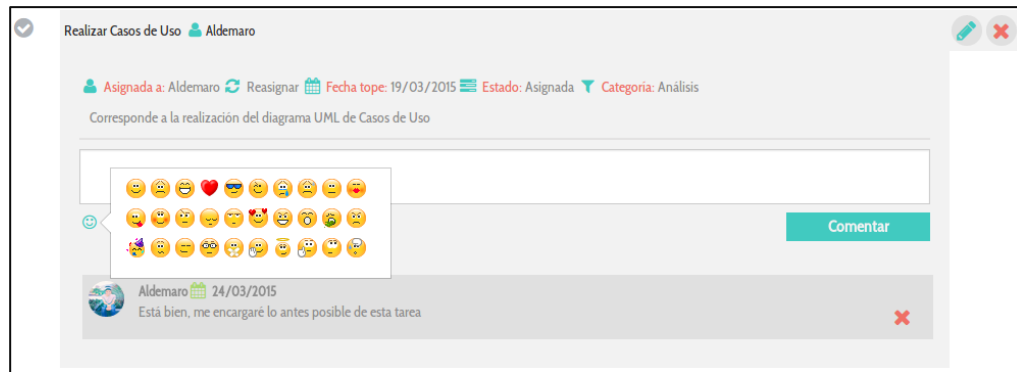 Realizar Casos de Uso Aldemaro
Asignada a: Aldemaro Reasignar Fecha tope: 19/03/2015 Estado: Asignada Categoria: Análisis
Corresponde a la realización del diagrama UML de Casos de Uso
Comentar
Aldemaro 24/03/2015
Está bien, me encargaré lo antes posible de esta tarea